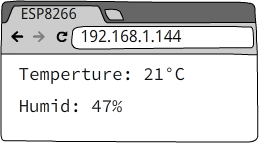 ESP8266
192.168.1.144
Temperture: 21°C
Humid: 47%